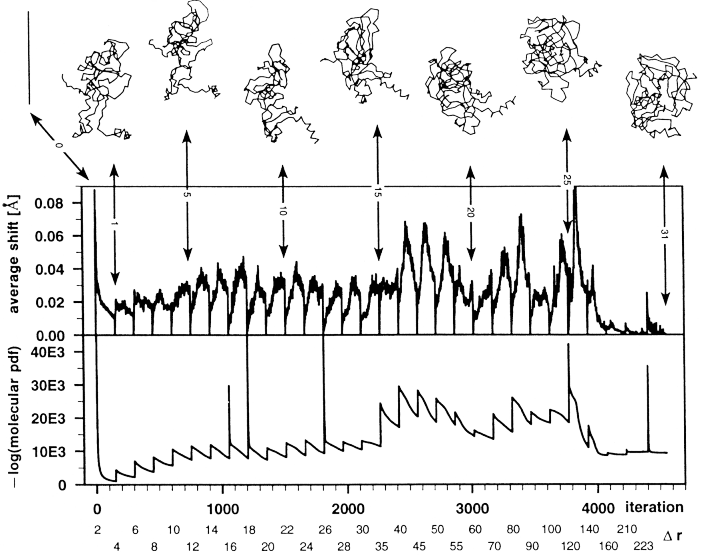 0
1
5
10
15
20
25
31
average shift [Å]
0.08
0.06
0.04
0.02
0.00
−log(molecular pdf)
40E3
30E3
20E3
10E3
0
0 1000 2000 3000 4000 iteration
2 6 10 14 18 22 26 30 40 50 60 80 100 140 210 Δ r
4 8 12 16 20 24 28 35 45 55 70 90 120 160 223